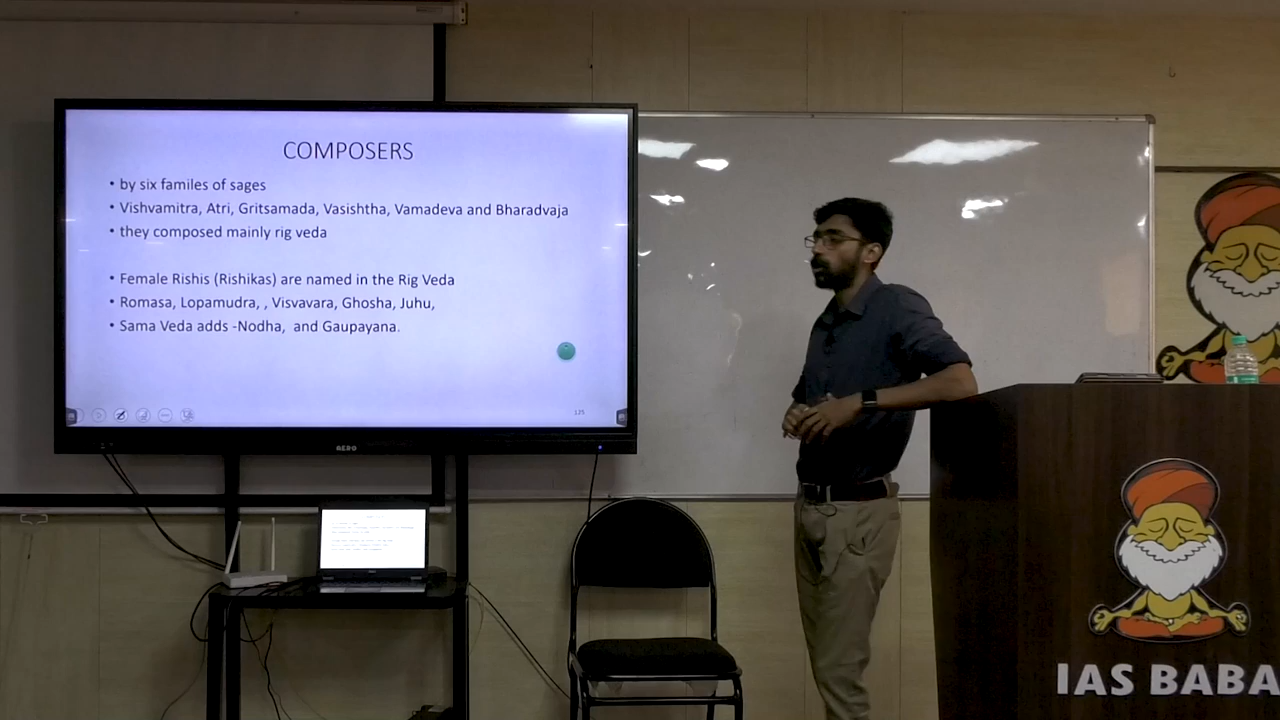 COMPOSERS
• by six familes of sages
• Vishvamitra, Atri, Gritsamada, Vasishtha, Vamadeva and Bharadvaja
• they composed mainly rig veda
• Female Rishis (Rishikas) are named in the Rig Veda
• Romasa, Lopamudra, , Visvavara, Ghosha, Juhu,
• Sama Veda adds -Nodha, and Gaupayana.
125
IAS BABA